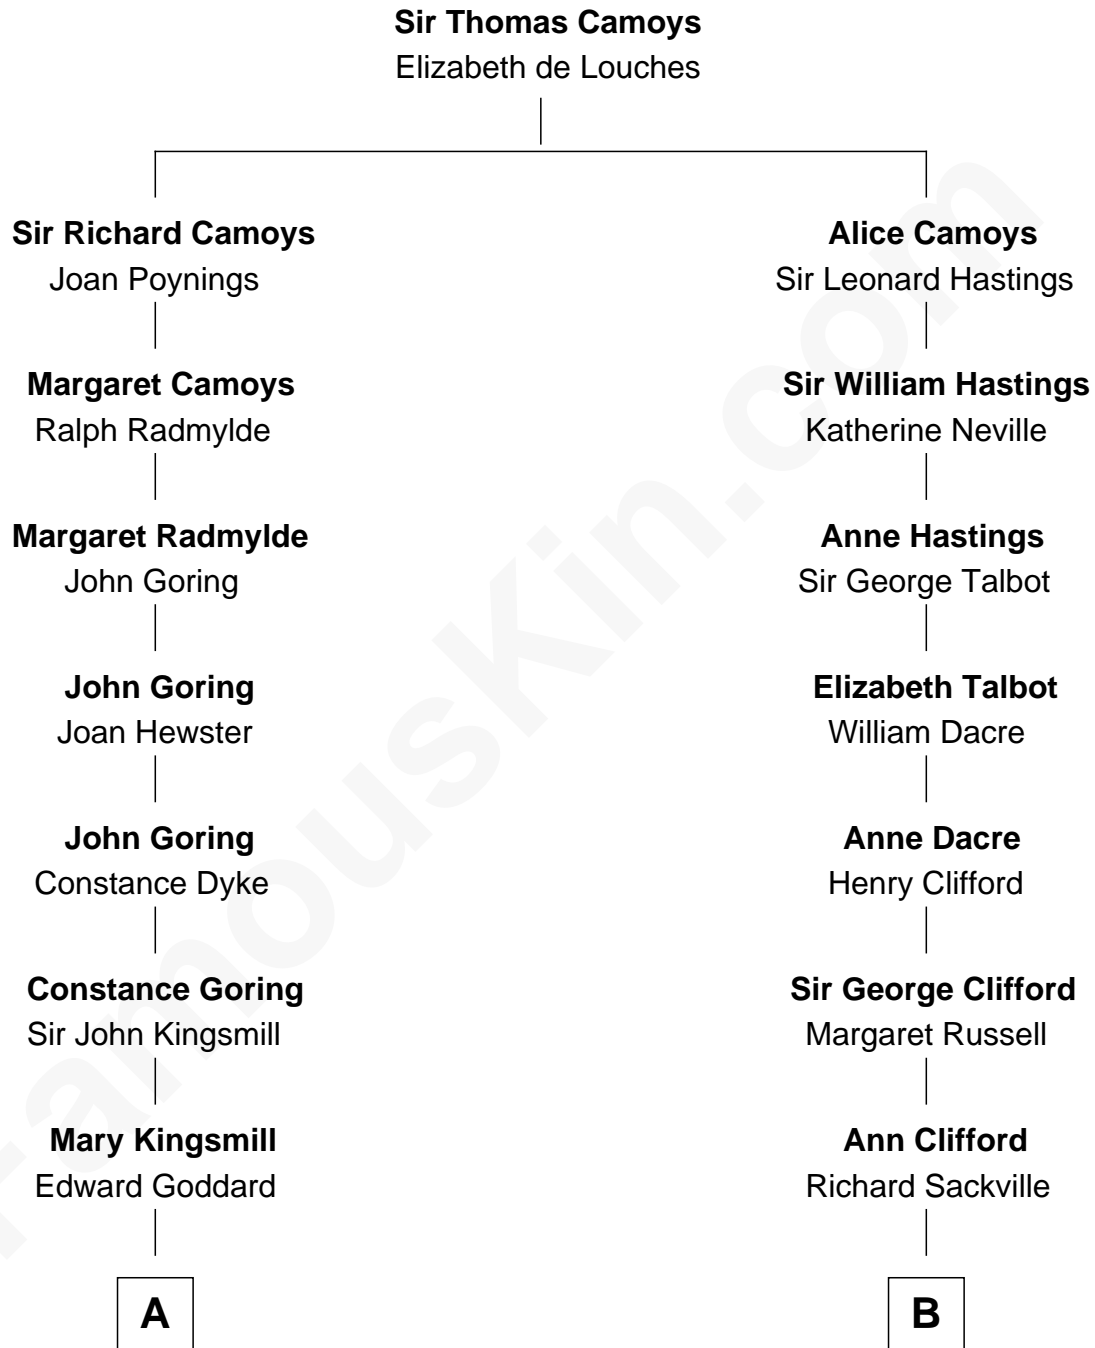 Sir Thomas Camoys
Elizabeth de Louches
Sir Richard Camoys
Joan Poynings
Alice Camoys
Sir Leonard Hastings
Margaret Camoys
Ralph Radmylde
Sir William Hastings
Katherine Neville
Margaret Radmylde
John Goring
Anne Hastings
Sir George Talbot
John Goring
Joan Hewster
Elizabeth Talbot
William Dacre
John Goring
Constance Dyke
Anne Dacre
Henry Clifford
Constance Goring
Sir John Kingsmill
Sir George Clifford
Margaret Russell
Mary Kingsmill
Edward Goddard
Ann Clifford
Richard Sackville
A
B
FamousKin.com